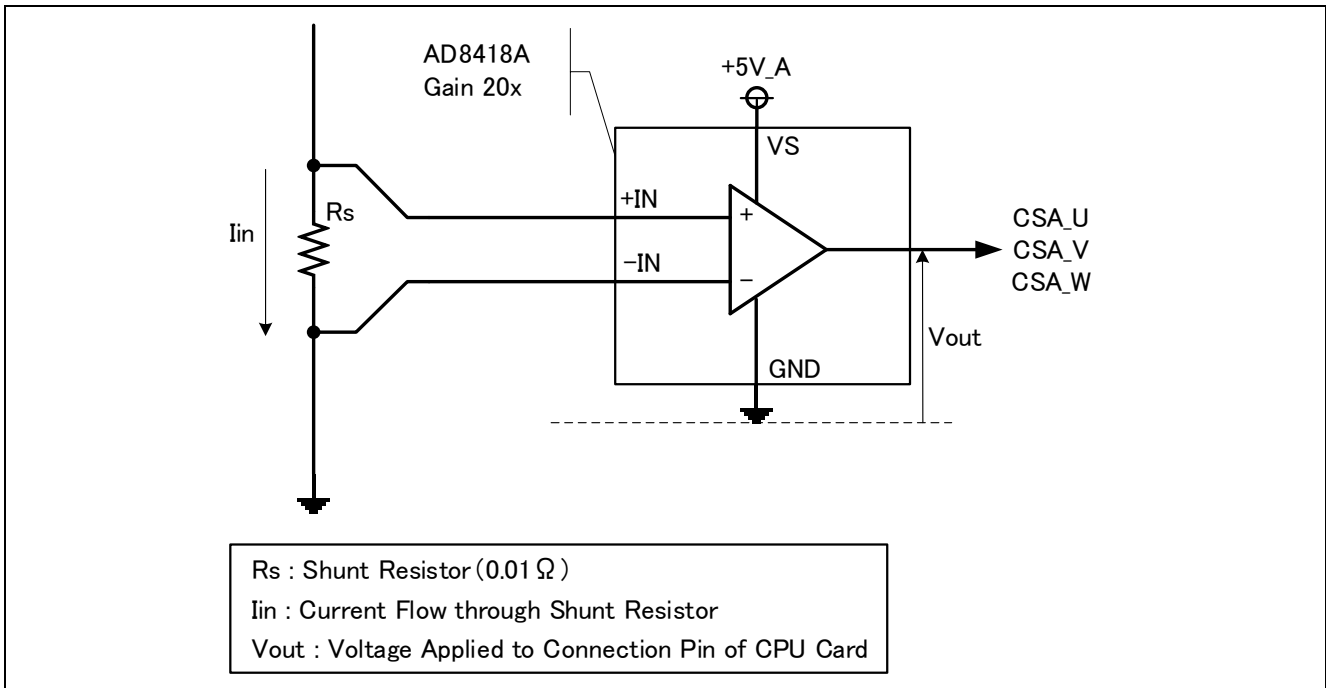 AD8418A
Gain 20x
+5V_A
VS
+IN
Rs
+
Iin
−IN
−
CSA_U
CSA_V
CSA_W
Vout
GND
Rs : Shunt Resistor (0.01Ω)
Iin : Current Flow through Shunt Resistor
Vout : Voltage Applied to Connection Pin of CPU Card